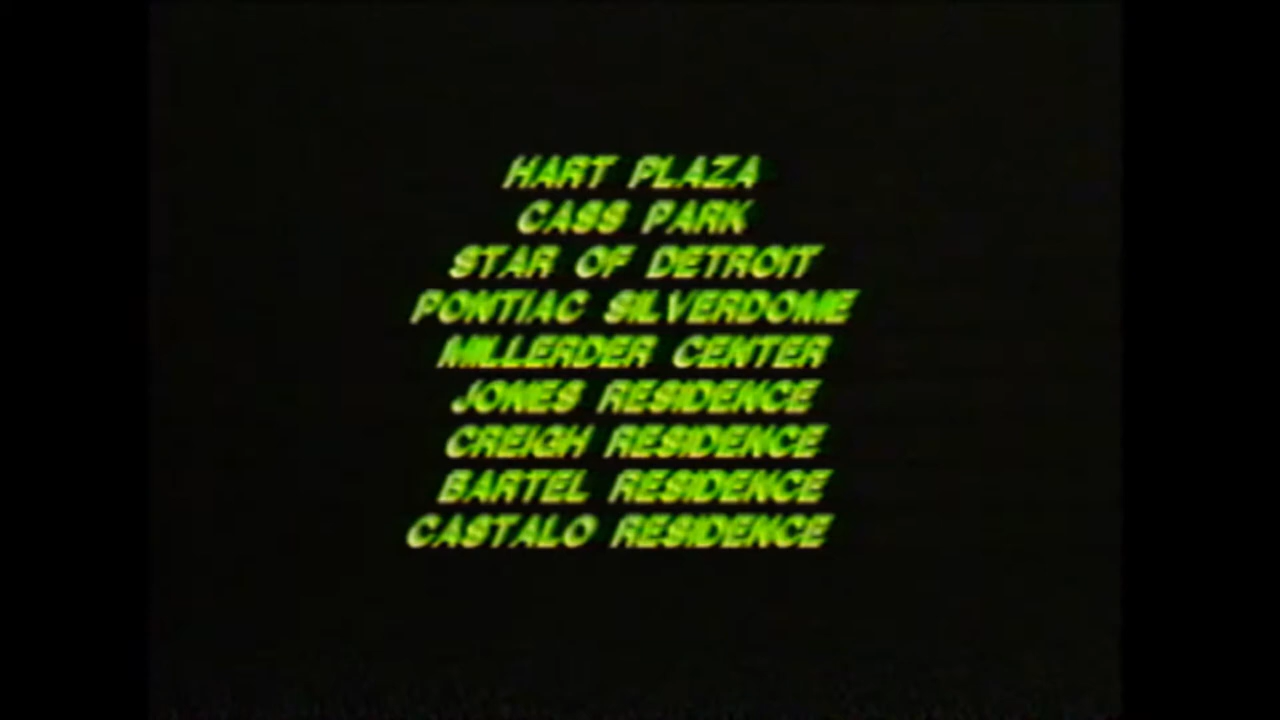 HART PLAZA
CASS PARK
STAR OF DETROIT
PONTIAC SILVERDOME
MILLERDER CENTER
JONES RESIDENCE
CREIGH RESIDENCE
BARTEL RESIDENCE
CASTALO RESIDENCE